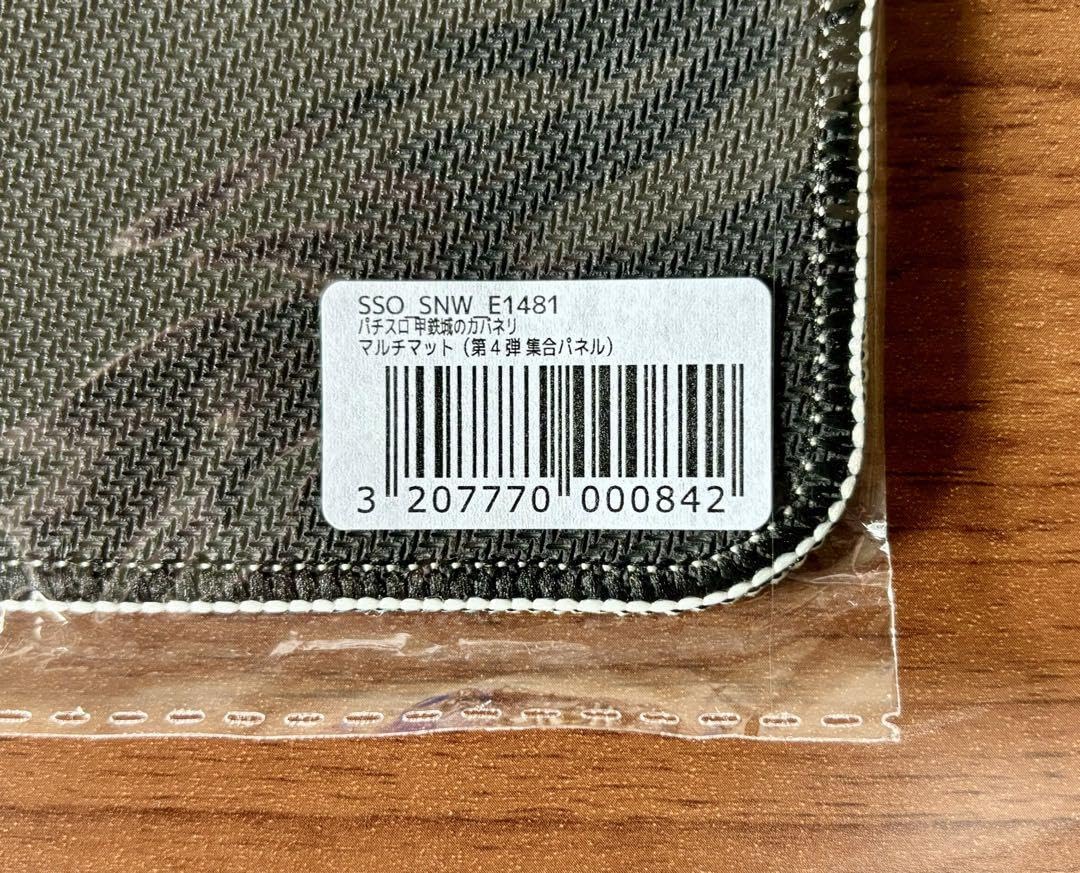 SSO_SNW_E1481
パチスロ 甲鉄城のカバネリ
マルチマット（第４弾 集合パネル）
3 207770 000842